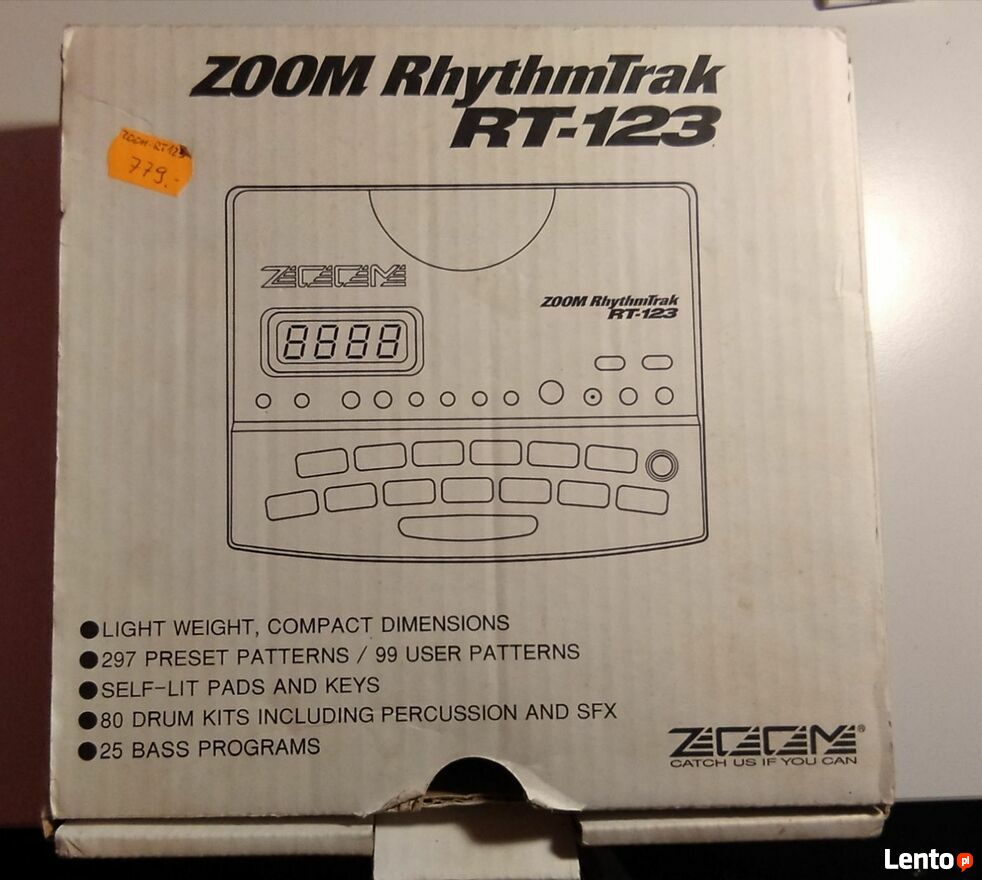 ZOOM RhythmTrak
RT-123
ZOOM-RT123
779.-
ZOOM
ZOOM RhythmTrak
RT-123
8888
●LIGHT WEIGHT, COMPACT DIMENSIONS
●297 PRESET PATTERNS / 99 USER PATTERNS
●SELF-LIT PADS AND KEYS
●80 DRUM KITS INCLUDING PERCUSSION AND SFX
●25 BASS PROGRAMS
ZOOM®
CATCH US IF YOU CAN
Lento pl